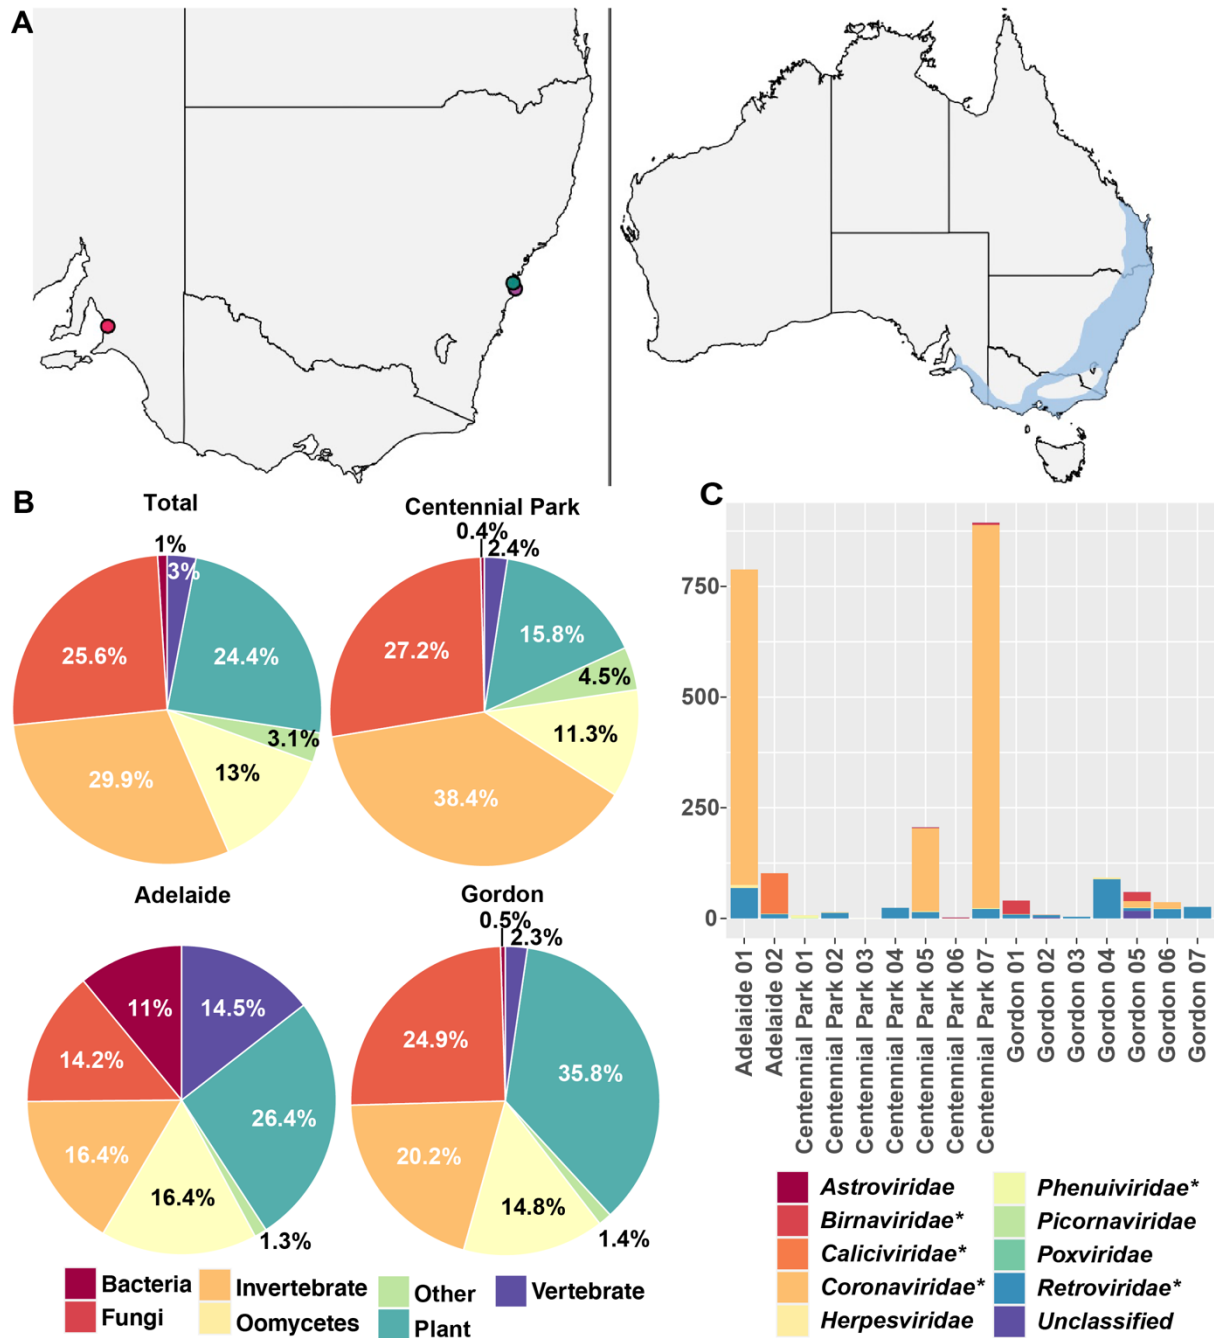 A
B
Total
1%
3%
24.4%
3.1%
13%
29.9%
25.6%
Centennial Park
0.4%
2.4%
15.8%
4.5%
11.3%
38.4%
27.2%
Adelaide
11%
14.5%
26.4%
1.3%
16.4%
16.4%
14.2%
Gordon
0.5%
2.3%
35.8%
1.4%
14.8%
20.2%
24.9%
Bacteria
Fungi
Invertebrate
Oomycetes
Other
Plant
Vertebrate
C
750
500
250
0
Adelaide 01
Adelaide 02
Centennial Park 01
Centennial Park 02
Centennial Park 03
Centennial Park 04
Centennial Park 05
Centennial Park 06
Centennial Park 07
Gordon 01
Gordon 02
Gordon 03
Gordon 04
Gordon 05
Gordon 06
Gordon 07
Astroviridae
Birnaviridae*
Caliciviridae*
Coronaviridae*
Herpesviridae
Phenuiviridae*
Picornaviridae
Poxviridae
Retroviridae*
Unclassified